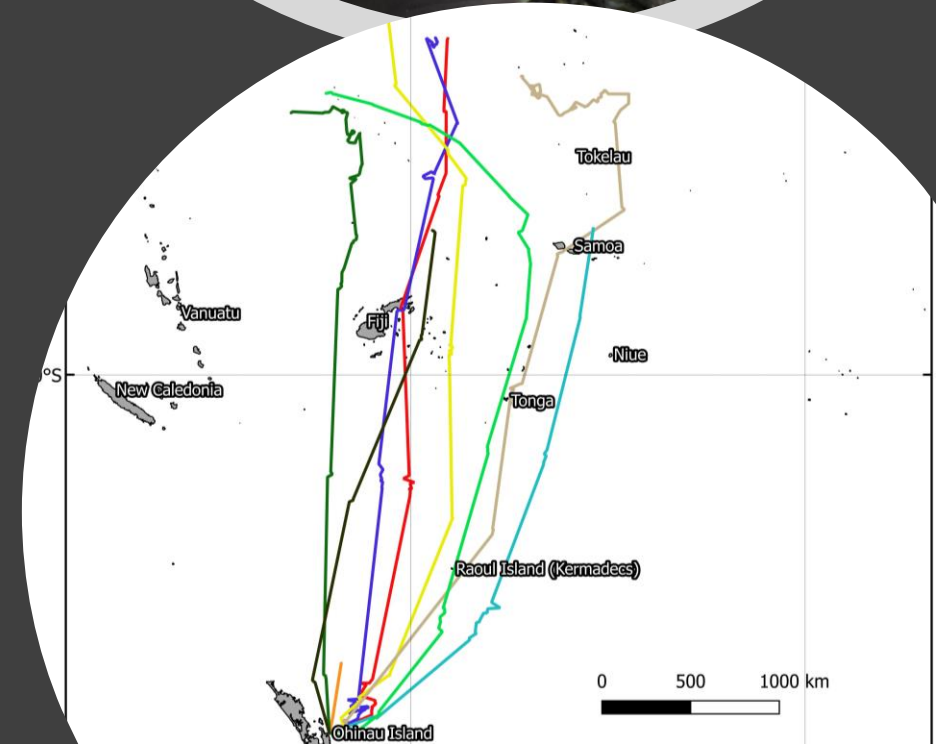 Tokelau
Samoa
Vanuatu
Fiji
Niue
°S
New Caledonia
Tonga
Raoul Island (Kermadecs)
0 500 1000 km
Ohinau Island